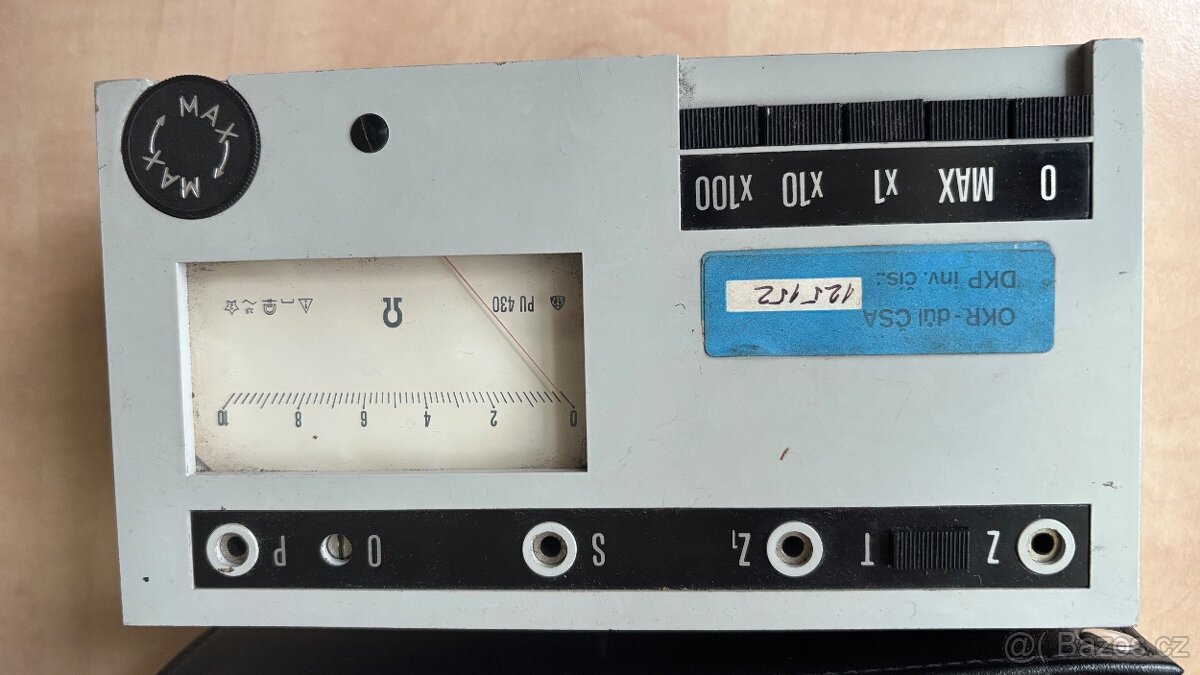 Z T Z₁ S O P
0 2 4 6 8 10
PU 430 Ω
OKR - důl ČSA
DKP inv. čís.:
125152
0 MAX x1 x10 x100
MAX
MAX
@( Bazos.cz